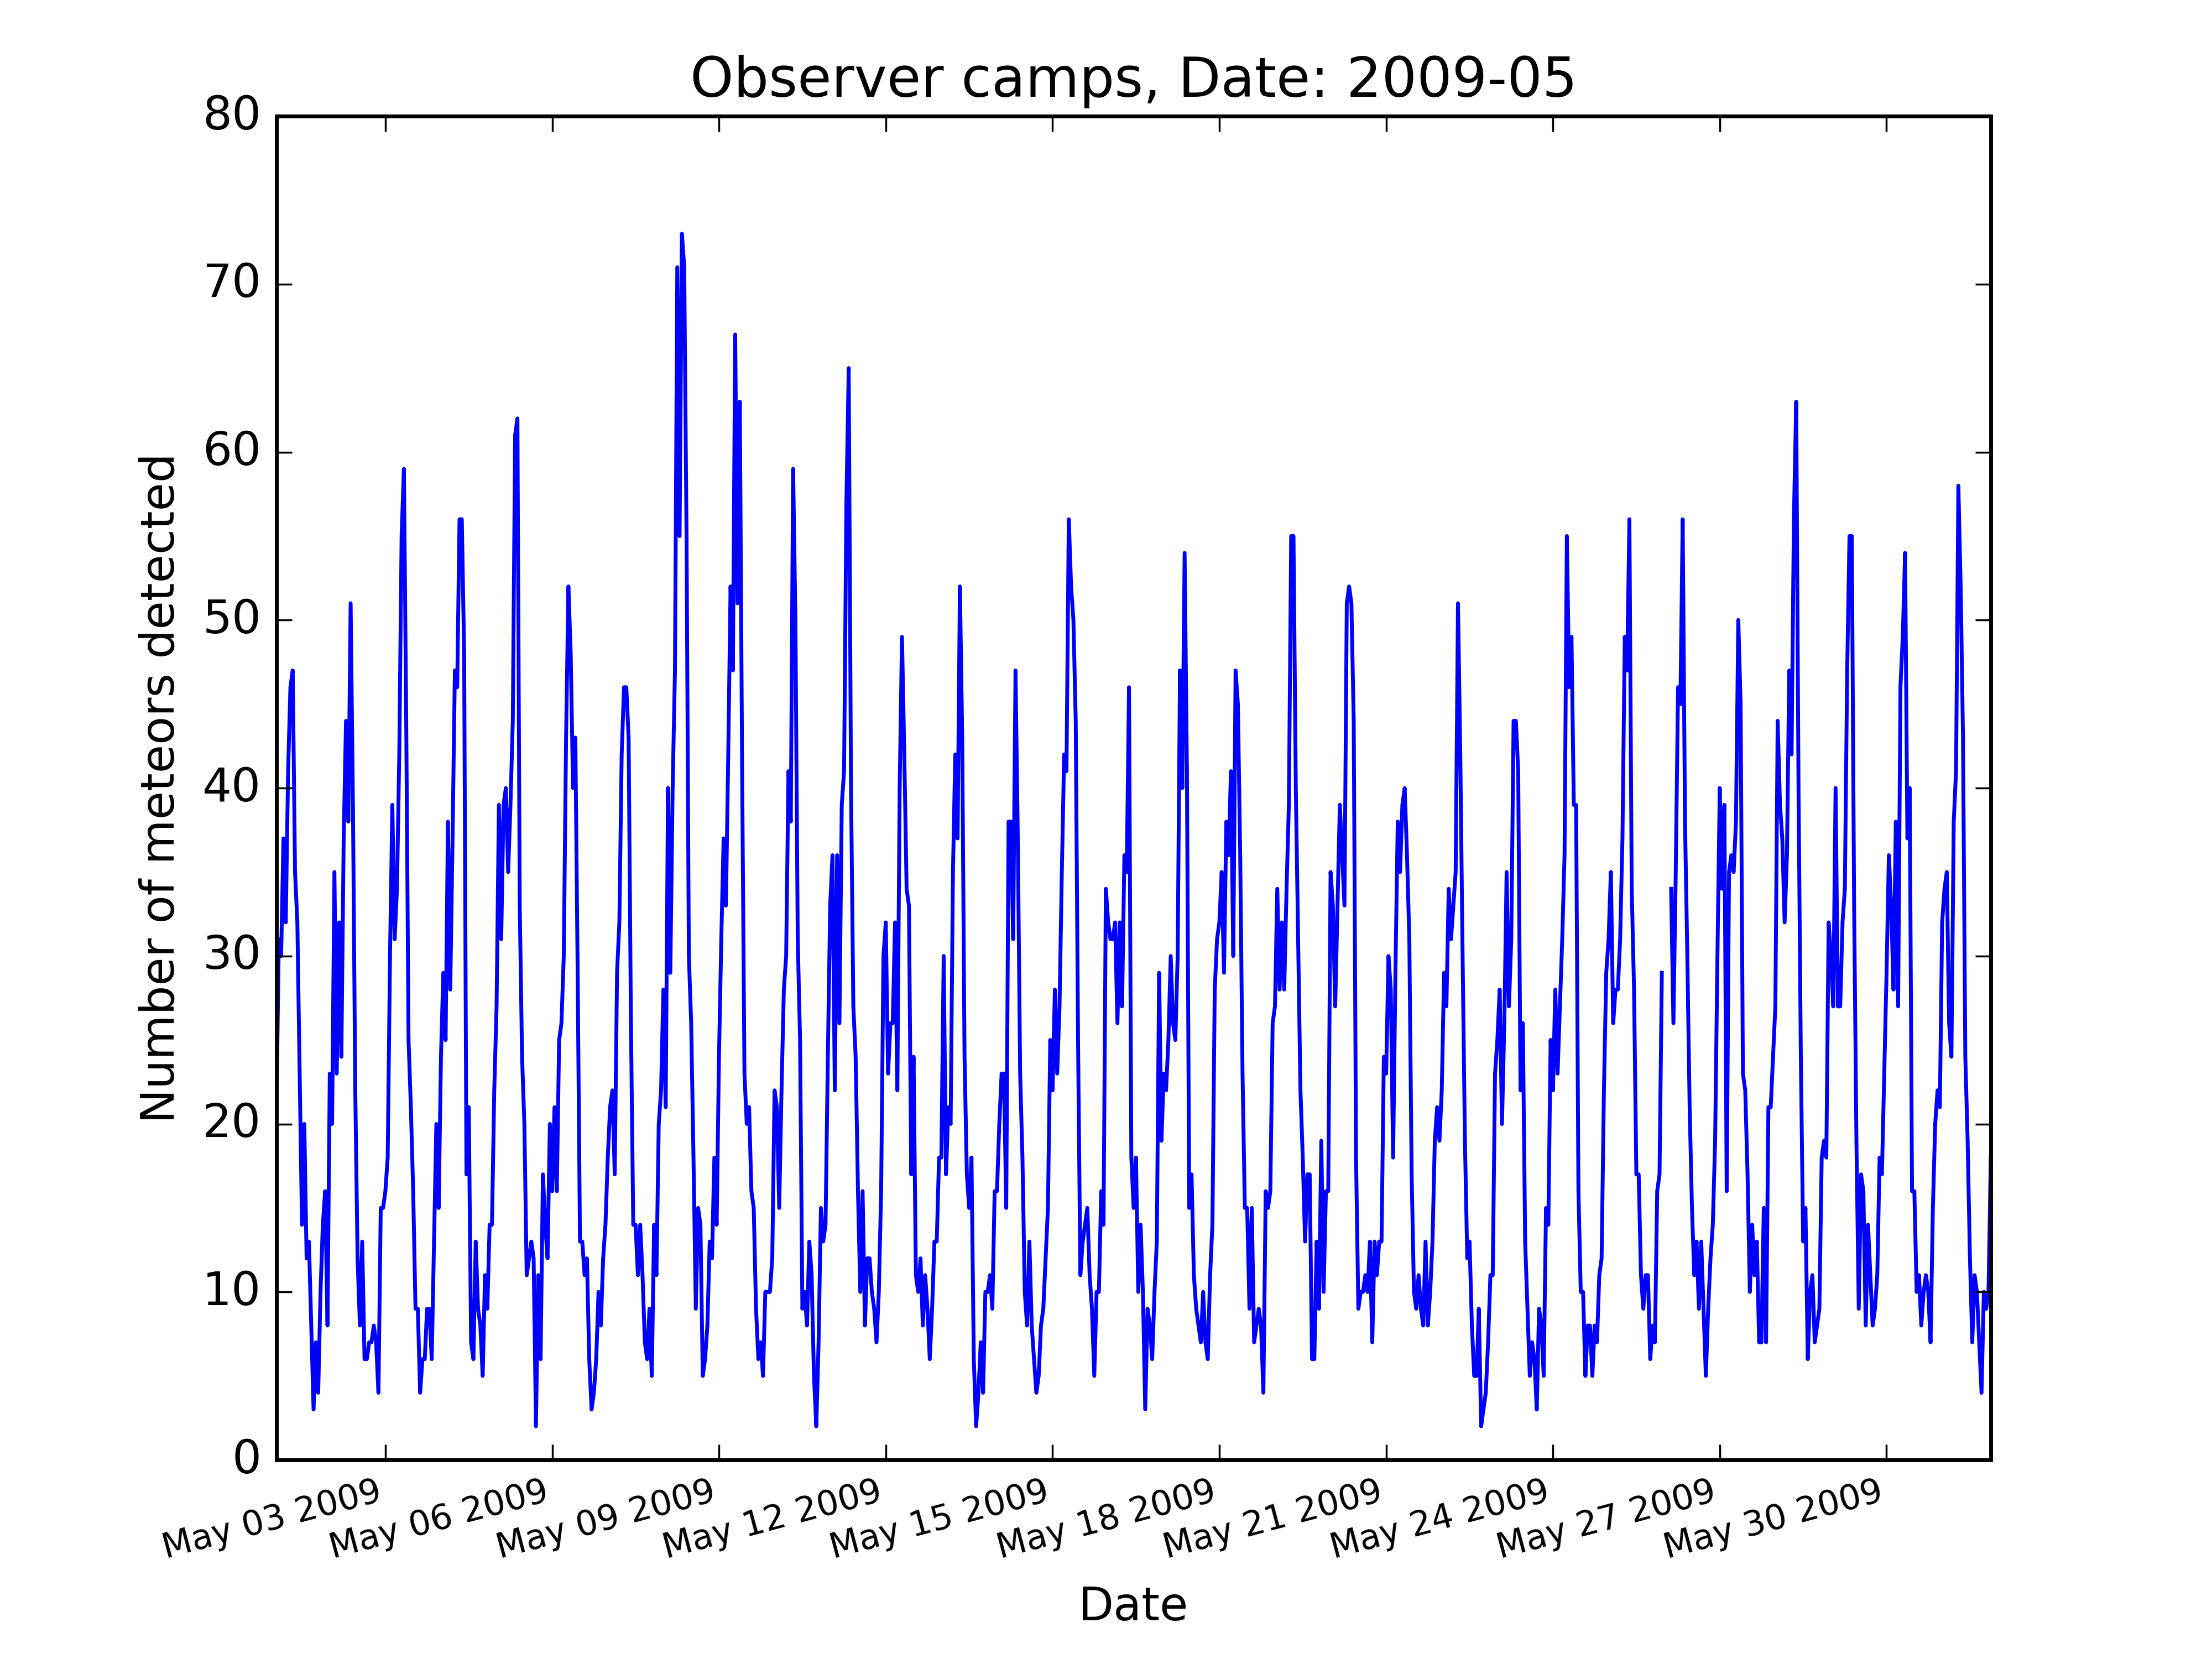 Observer camps, Date: 2009-05
80
70
60
50
40
30
20
10
0
Number of meteors detected
May 03 2009
May 06 2009
May 09 2009
May 12 2009
May 15 2009
May 18 2009
May 21 2009
May 24 2009
May 27 2009
May 30 2009
Date